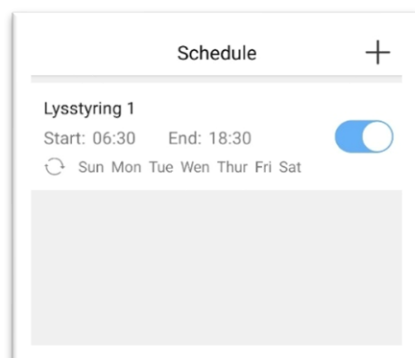 Schedule
Lysstyring 1
Start: 06:30 End: 18:30
Sun Mon Tue Wen Thur Fri Sat